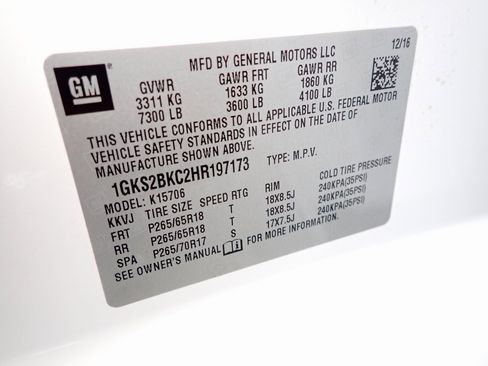 GM
MFD BY GENERAL MOTORS LLC 12/16
GVWR GAWR FRT GAWR RR
3311 KG 1633 KG 1860 KG
7300 LB 3600 LB 4100 LB
THIS VEHICLE CONFORMS TO ALL APPLICABLE U.S. FEDERAL MOTOR
VEHICLE SAFETY STANDARDS IN EFFECT ON THE DATE OF
MANUFACTURE SHOWN ABOVE.
1GKS2BKC2HR197173 TYPE: M.P.V.
MODEL: K15706
KKVJ TIRE SIZE SPEED RTG RIM COLD TIRE PRESSURE
FRT P265/65R18 T 18X8.5J 240KPA(35PSI)
RR P265/65R18 T 18X8.5J 240KPA(35PSI)
SPA P265/70R17 S 17X7.5J 240KPA(35PSI)
SEE OWNER'S MANUAL FOR MORE INFORMATION.